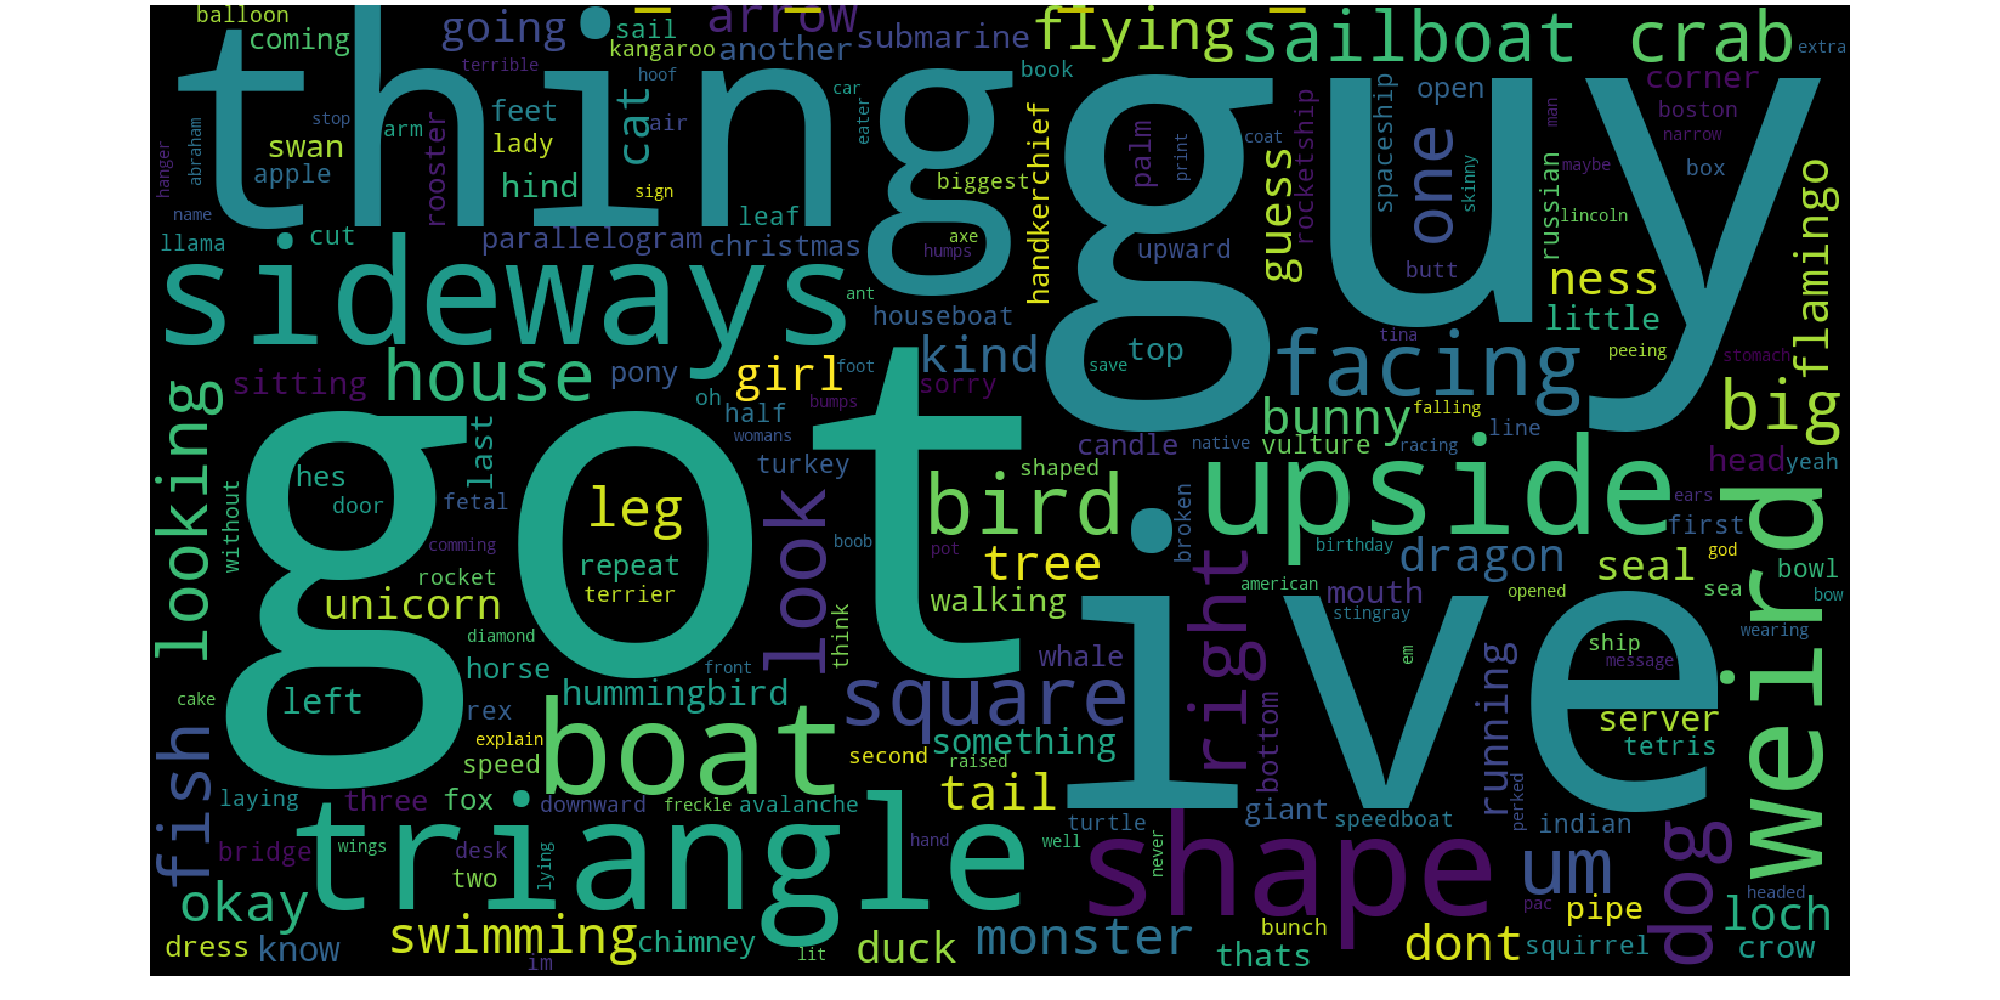 balloon
coming
going
sail
arrow
flying
sailboat
crab
extra
kangaroo
another
submarine
terrible
hoof
book
car
thing
guy
open
corner
spaceship
rocketship
stop
arm
feet
cat
air
eater
handkerchief
coat
one
man
boston
narrow
hanger
abraham
swan
apple
rooster
lady
hind
sign
leaf
biggest
palm
print
guess
skinny
russian
maybe
box
lincoln
name
llama
cut
parallelogram
christmas
axe
humps
upward
butt
ness
flamingo
sideways
ant
houseboat
little
tina
peeing
stomach
house
sitting
pony
girl
foot
kind
top
save
facing
big
oh
half
bumps
sorry
bunny
falling
line
looking
got
last
womans
candle
native
vulture
racing
head
yeah
hes
door
fetal
leg
turkey
look
bird
shaped
upside
ears
first
weird
without
comming
boob
pot
broken
birthday
dragon
god
seal
rocket
repeat
terrier
tree
walking
american
mouth
opened
sea
bowl
bow
unicorn
think
right
ive
stingray
wearing
diamond
horse
front
whale
em
ship
message
cake
left
hummingbird
square
bottom
running
server
fish
rex
explain
boat
second
something
raised
tetris
speed
tail
perked
laying
three
fox
downward
freckle
avalanche
turtle
giant
speedboat
indian
dog
bridge
wings
triangle
desk
lying
two
hand
well
never
shape
um
headed
okay
pac
pipe
loch
dress
know
swimming
im
chimney
lit
duck
monster
thats
bunch
dont
squirrel
crow